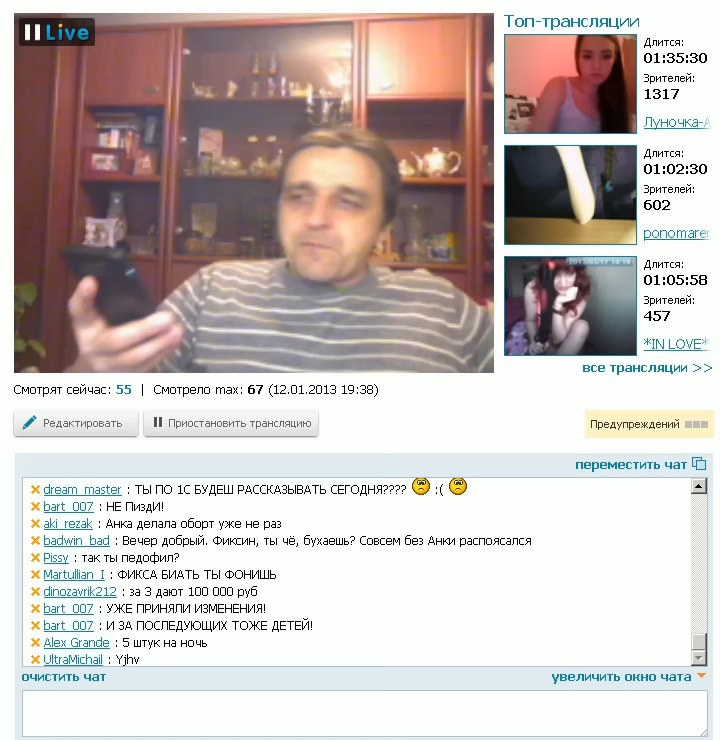 Live
Топ-трансляции
Длится:
01:35:30
Зрителей:
1317
Луночка-А
Длится:
01:02:30
Зрителей:
602
ponomarer
Длится:
01:05:58
Зрителей:
457
*IN LOVE*
все трансляции >>
Смотрят сейчас: 55 | Смотрело max: 67 (12.01.2013 19:38)
Редактировать
Приостановить трансляцию
Предупреждений
переместить чат
dream_master : ТЫ ПО 1С БУДЕШ РАССКАЗЫВАТЬ СЕГОДНЯ???? :(
bart_007 : НЕ ПиздИ!
aki_rezak : Анка делала оборт уже не раз
badwin_bad : Вечер добрый. Фиксин, ты чё, бухаешь? Совсем без Анки распоясался
Pissy : так ты педофил?
Martullian_I : ФИКСА БИАТЬ ТЫ ФОНИШЬ
dinozavrik212 : за 3 дают 100 000 руб
bart_007 : УЖЕ ПРИНЯЛИ ИЗМЕНЕНИЯ!
bart_007 : И ЗА ПОСЛЕДУЮЩИХ ТОЖЕ ДЕТЕЙ!
Alex Grande : 5 штук на ночь
UltraMichail : Yjhv
очистить чат
увеличить окно чата